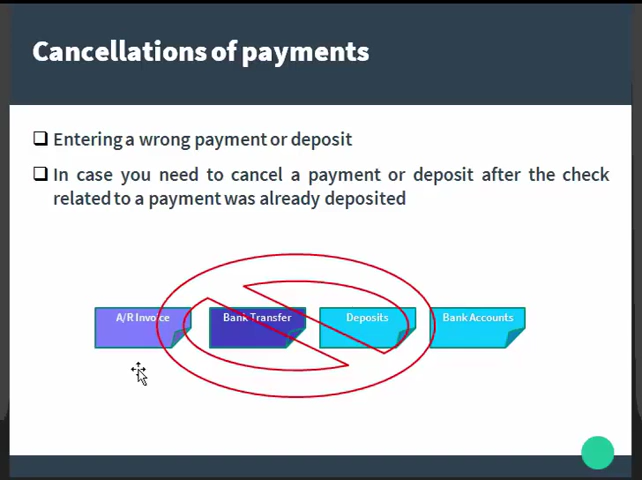 Cancellations of payments
Entering a wrong payment or deposit
In case you need to cancel a payment or deposit after the check
related to a payment was already deposited
A/R Invoice
Bank Transfer
Deposits
Bank Accounts